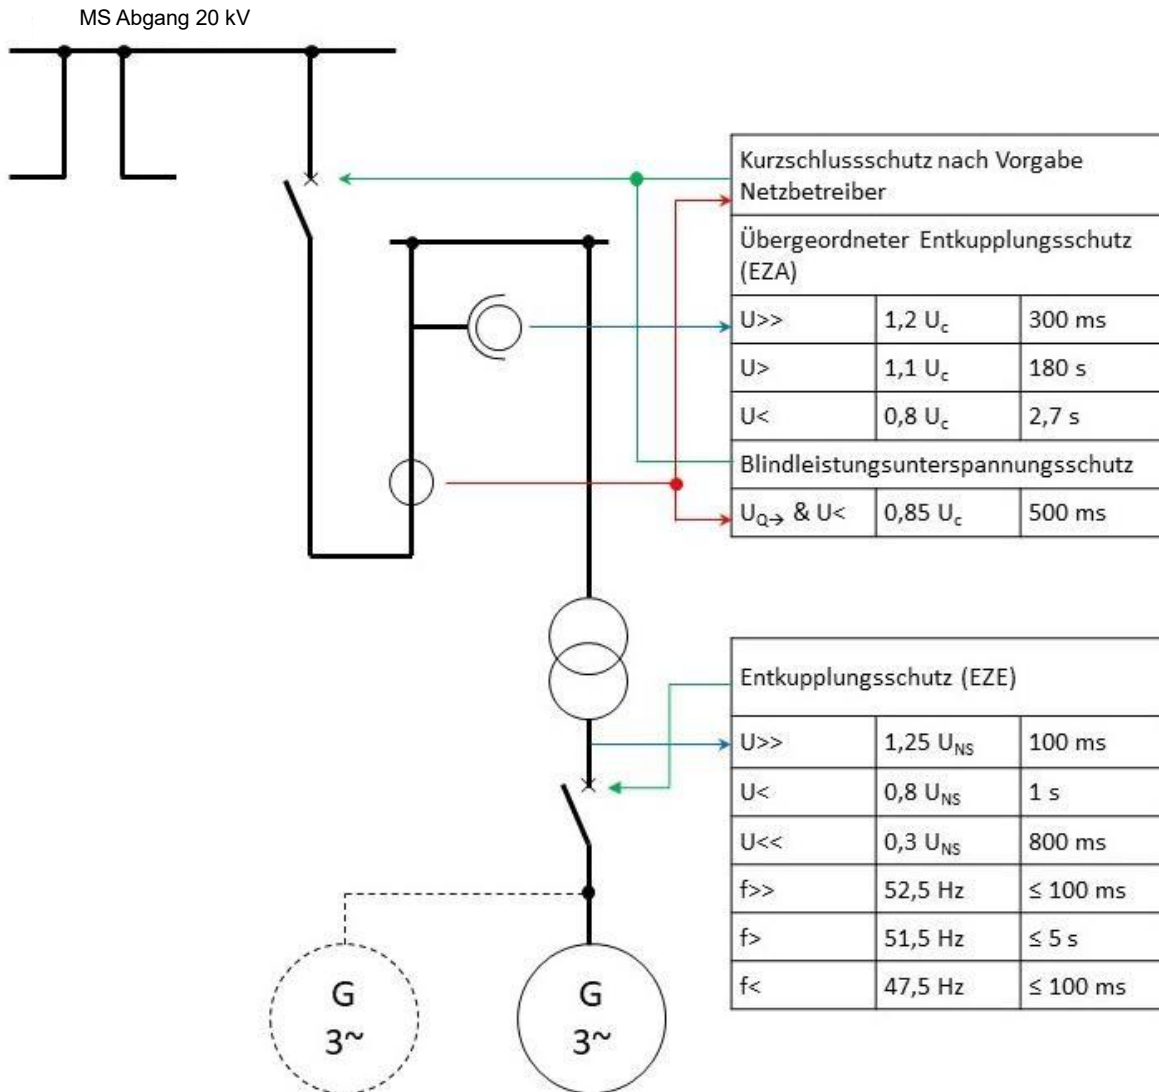 MS Abgang 20 kV
Kurzschlussschutz nach Vorgabe
Netzbetreiber
Übergeordneter Entkupplungsschutz
(EZA)
U>> 1,2 Uc 300 ms
U> 1,1 Uc 180 s
U< 0,8 Uc 2,7 s
Blindleistungsunterspannungsschutz
UQ→ & U< 0,85 Uc 500 ms
Entkupplungsschutz (EZE)
U>> 1,25 UNS 100 ms
U< 0,8 UNS 1 s
U<< 0,3 UNS 800 ms
f>> 52,5 Hz ≤ 100 ms
f> 51,5 Hz ≤ 5 s
f< 47,5 Hz ≤ 100 ms
G
3~
G
3~